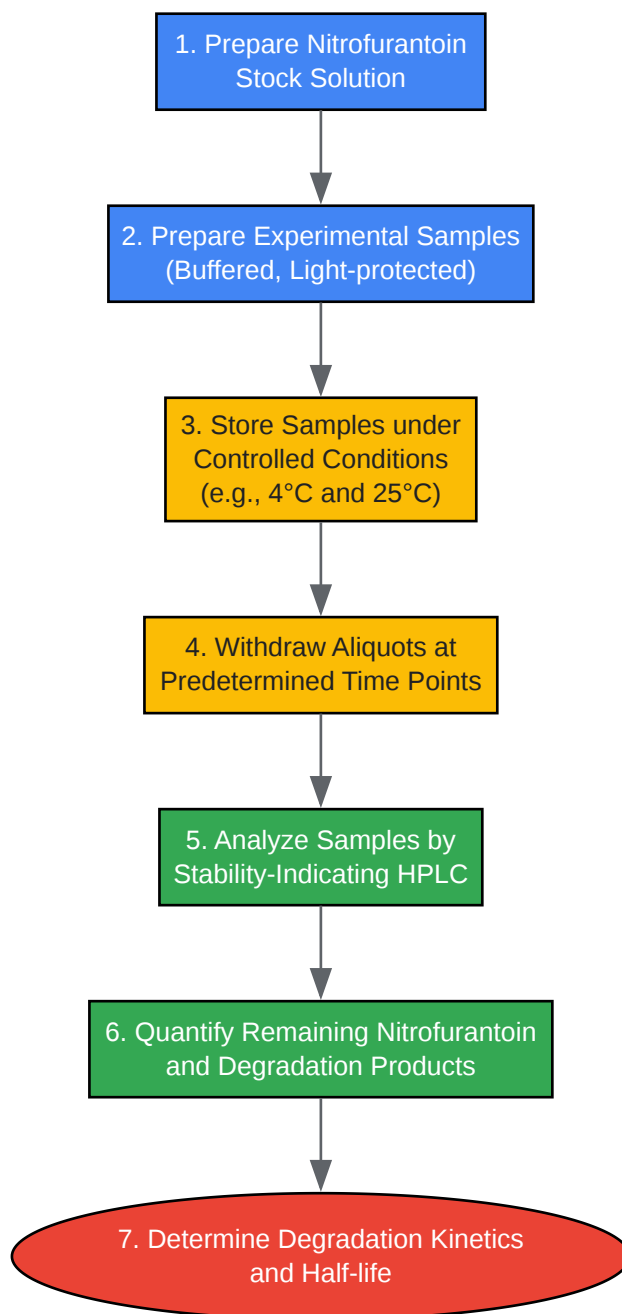 1. Prepare Nitrofurantoin
Stock Solution
2. Prepare Experimental Samples
(Buffered, Light-protected)
3. Store Samples under
Controlled Conditions
(e.g., 4°C and 25°C)
4. Withdraw Aliquots at
Predetermined Time Points
5. Analyze Samples by
Stability-Indicating HPLC
6. Quantify Remaining Nitrofurantoin
and Degradation Products
7. Determine Degradation Kinetics
and Half-life